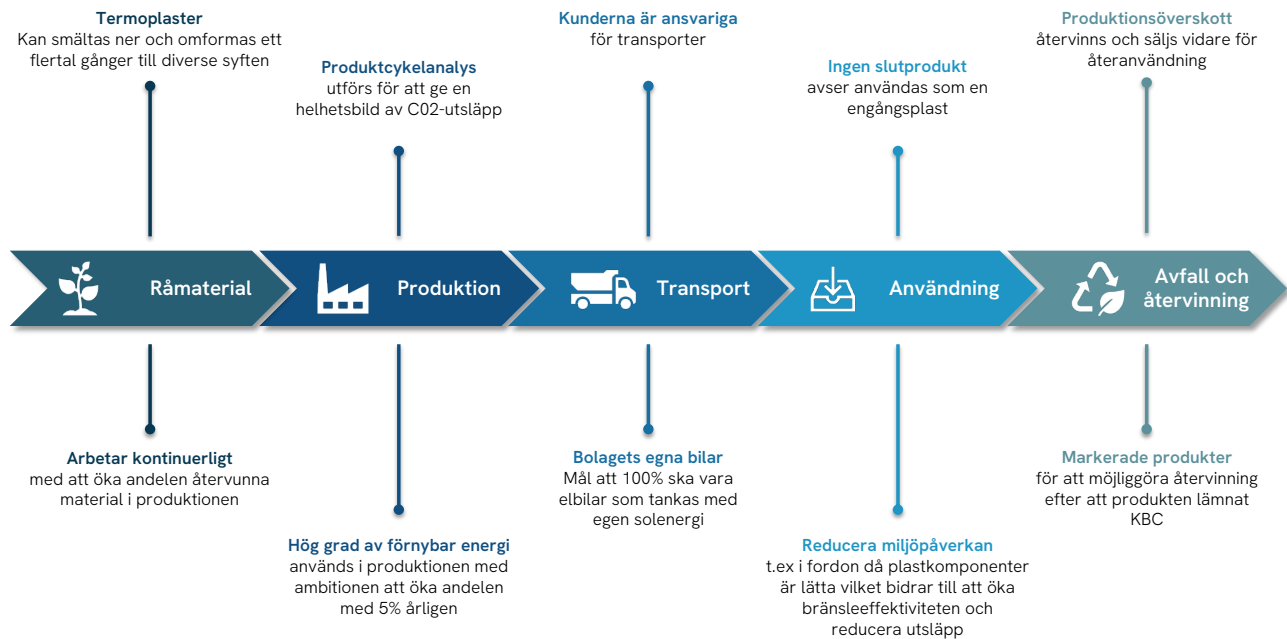 Termoplaster
Kan smältas ner och omformas ett
flertal gånger till diverse syften
Produktcykelanalys
utförs för att ge en
helhetsbild av C02-utsläpp
Kunderna är ansvariga
för transporter
Ingen slutprodukt
avser användas som en
engångsplast
Produktionsöverskott
återvinns och säljs vidare för
återanvändning
Råmaterial
Produktion
Transport
Användning
Avfall och
återvinning
Arbetar kontinuerligt
med att öka andelen återvunna
material i produktionen
Hög grad av förnybar energi
används i produktionen med
ambitionen att öka andelen
med 5% årligen
Bolagets egna bilar
Mål att 100% ska vara
elbilar som tankas med
egen solenergi
Reducera miljöpåverkan
t.ex i fordon då plastkomponenter
är lätta vilket bidrar till att öka
bränsleeffektiviteten och
reducera utsläpp
Markerade produkter
för att möjliggöra återvinning
efter att produkten lämnat
KBC